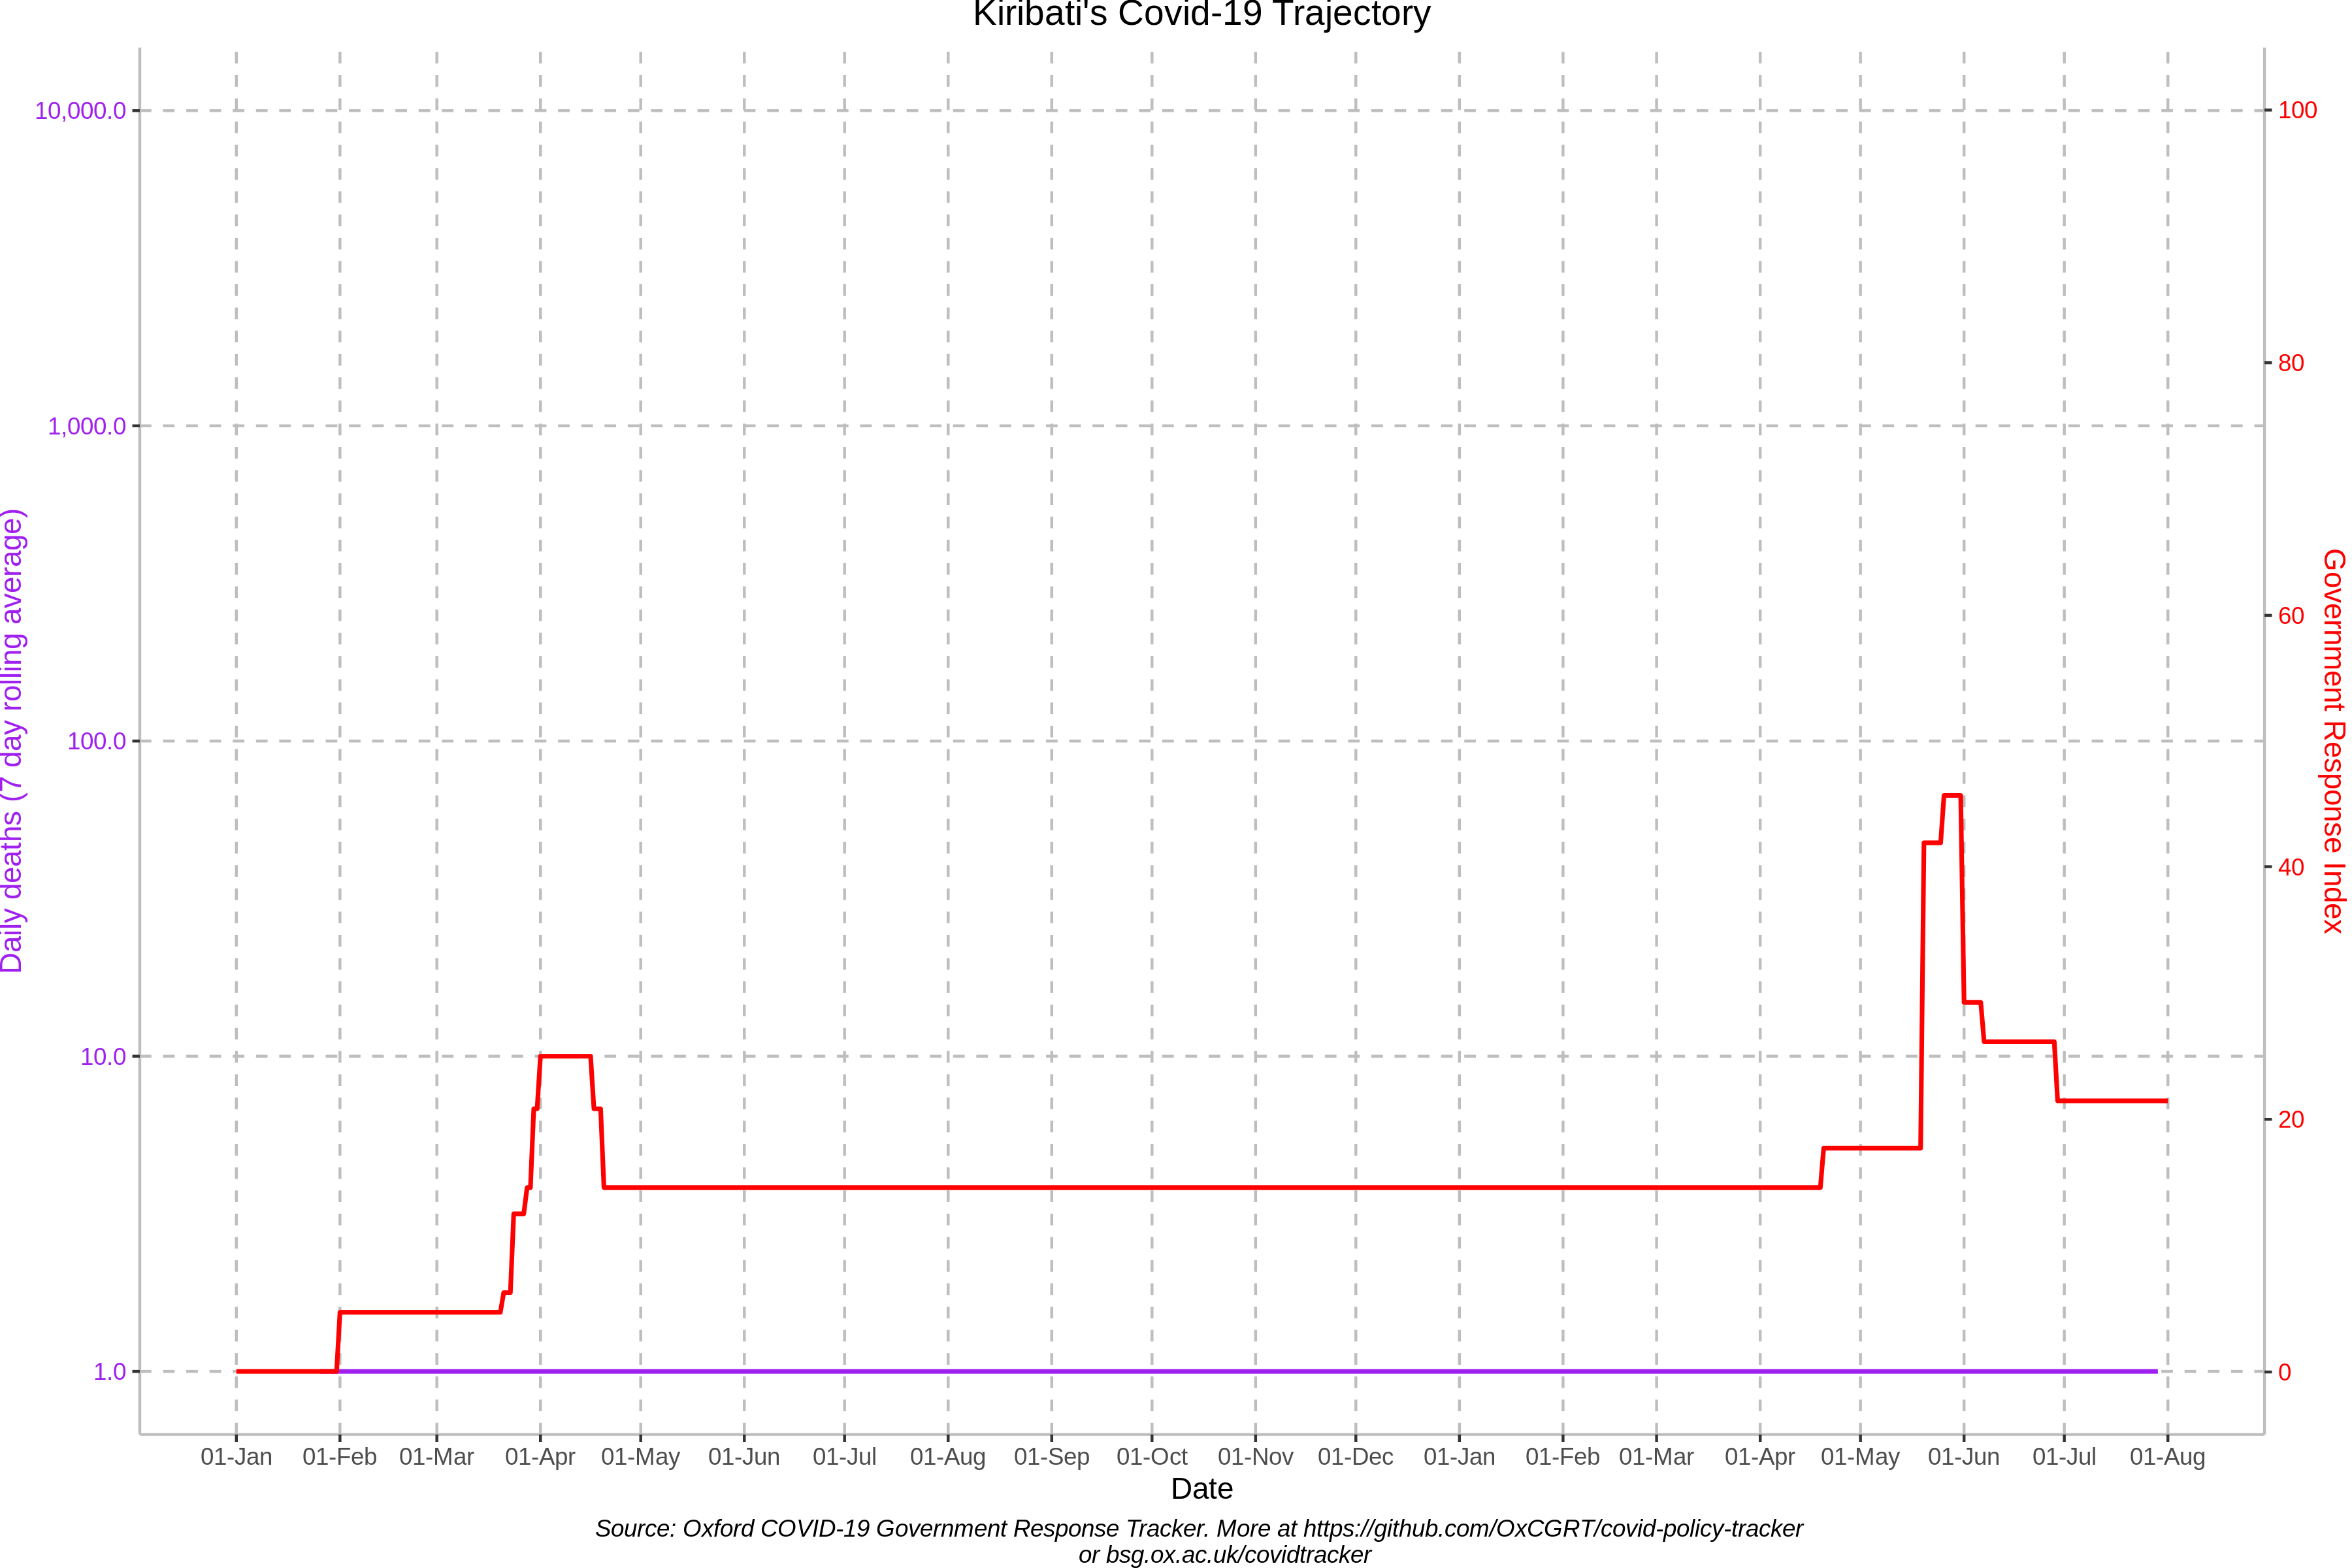 Kiribati's Covid-19 Trajectory
10,000.0
1,000.0
100.0
10.0
1.0
Daily deaths (7 day rolling average)
100
80
60
40
20
0
Government Response Index
01-Jan 01-Feb 01-Mar 01-Apr 01-May 01-Jun 01-Jul 01-Aug 01-Sep 01-Oct 01-Nov 01-Dec 01-Jan 01-Feb 01-Mar 01-Apr 01-May 01-Jun 01-Jul 01-Aug
Date
Source: Oxford COVID-19 Government Response Tracker. More at https://github.com/OxCGRT/covid-policy-tracker
or bsg.ox.ac.uk/covidtracker